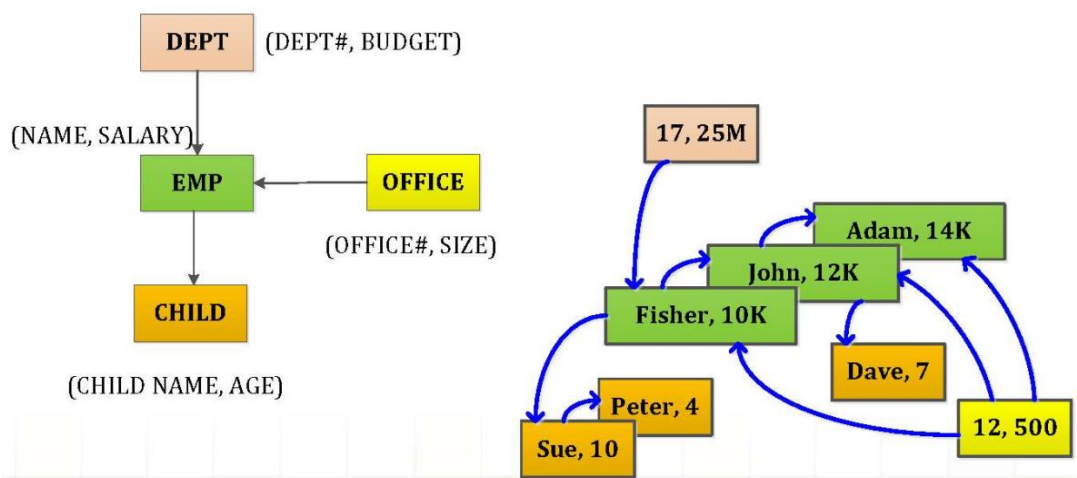 DEPT
(DEPT#, BUDGET)
(NAME, SALARY)
EMP
OFFICE
(OFFICE#, SIZE)
CHILD
(CHILD NAME, AGE)
17, 25M
Adam, 14K
John, 12K
Fisher, 10K
Dave, 7
Peter, 4
12, 500
Sue, 10